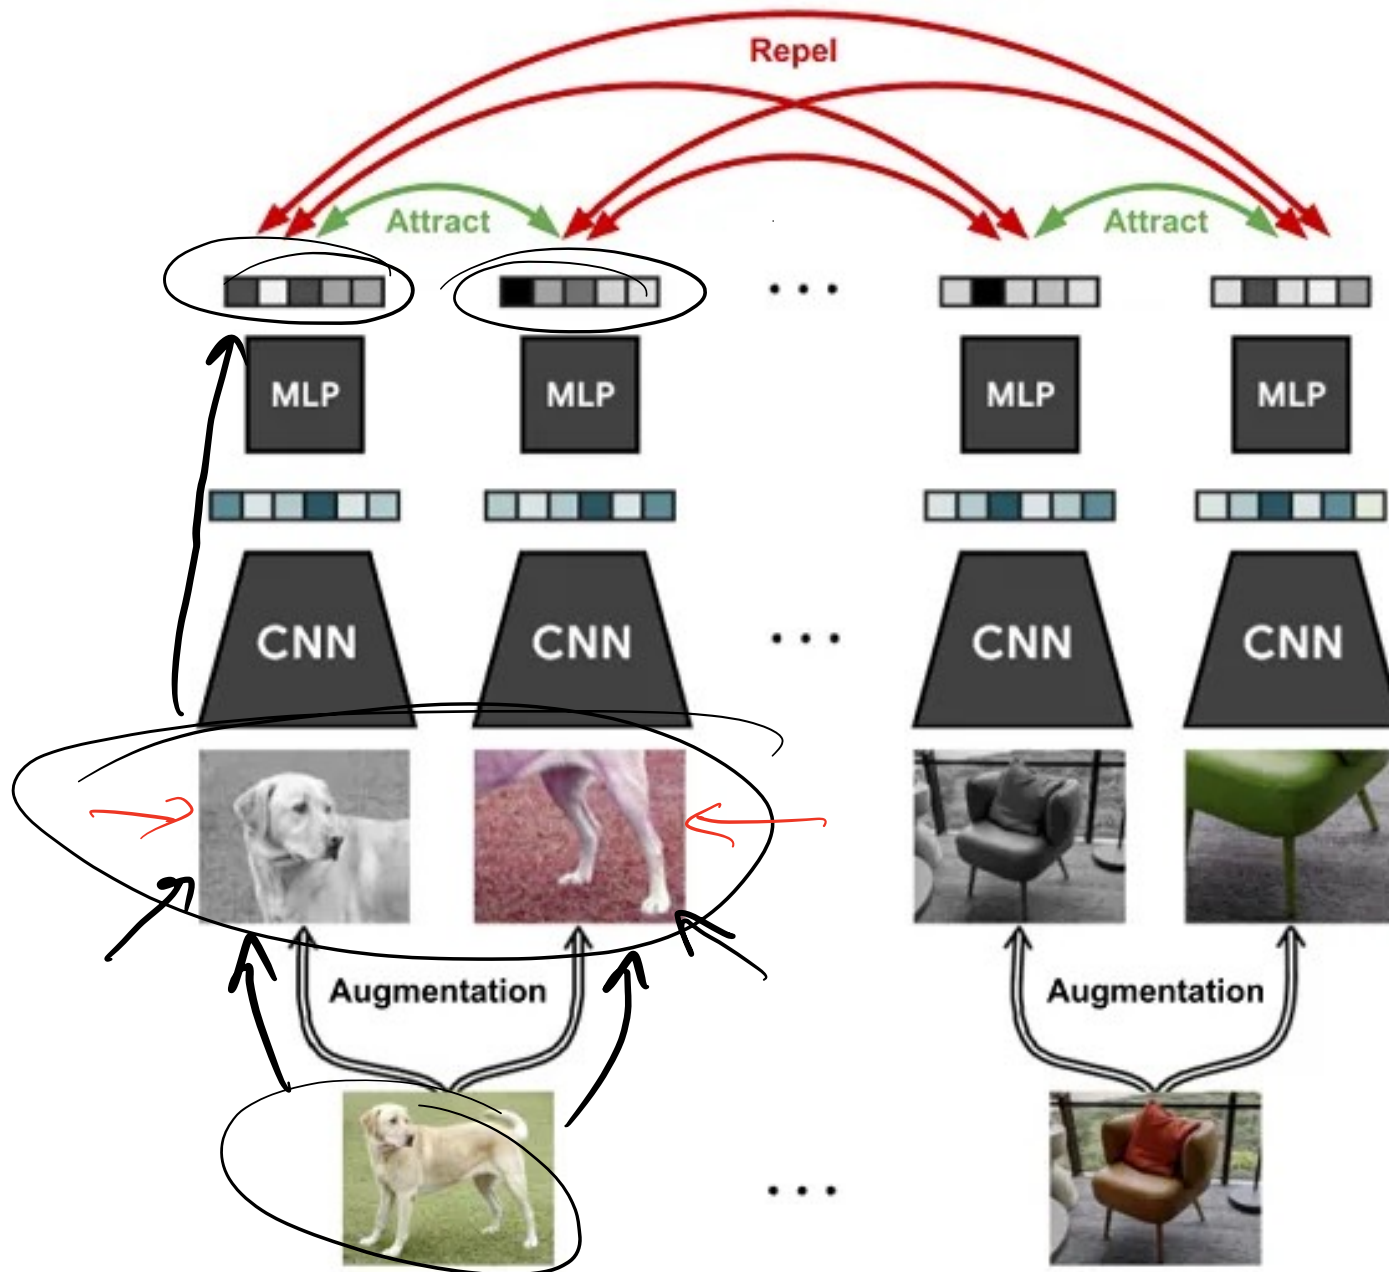 Repel
Attract
Attract
...
MLP
MLP
MLP
MLP
CNN
CNN
...
CNN
CNN
Augmentation
Augmentation
...